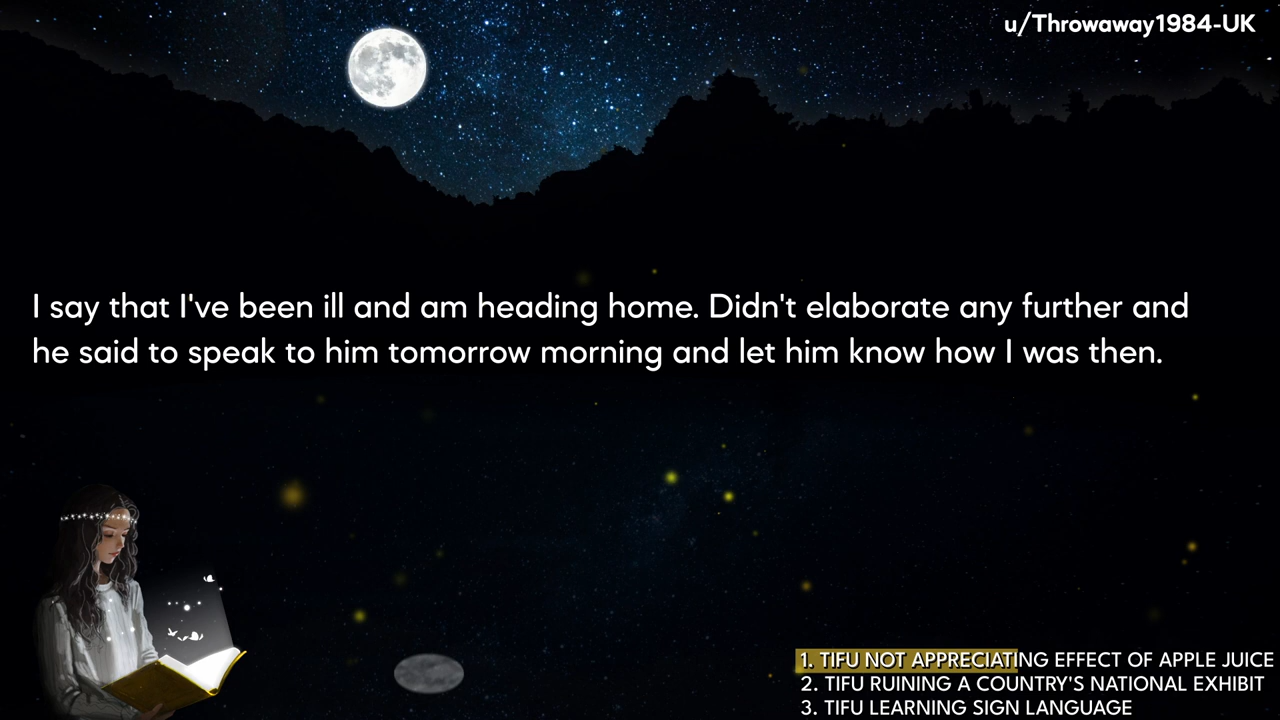 u/Throwaway1984-UK
I say that I've been ill and am heading home. Didn't elaborate any further and
he said to speak to him tomorrow morning and let him know how I was then.
1. TIFU NOT APPRECIATING EFFECT OF APPLE JUICE
2. TIFU RUINING A COUNTRY'S NATIONAL EXHIBIT
3. TIFU LEARNING SIGN LANGUAGE